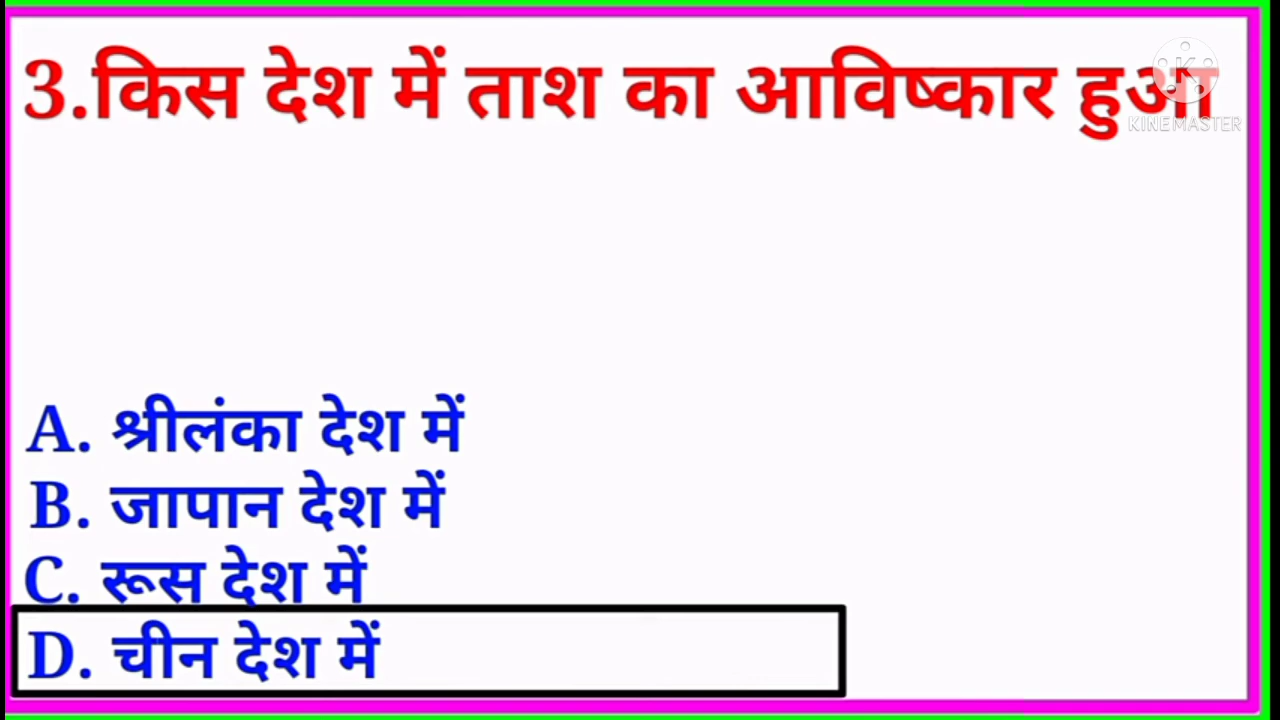 3.किस देश में ताश का आविष्कार हुआ
KINEMASTER
A. श्रीलंका देश में
B. जापान देश में
C. रूस देश में
D. चीन देश में